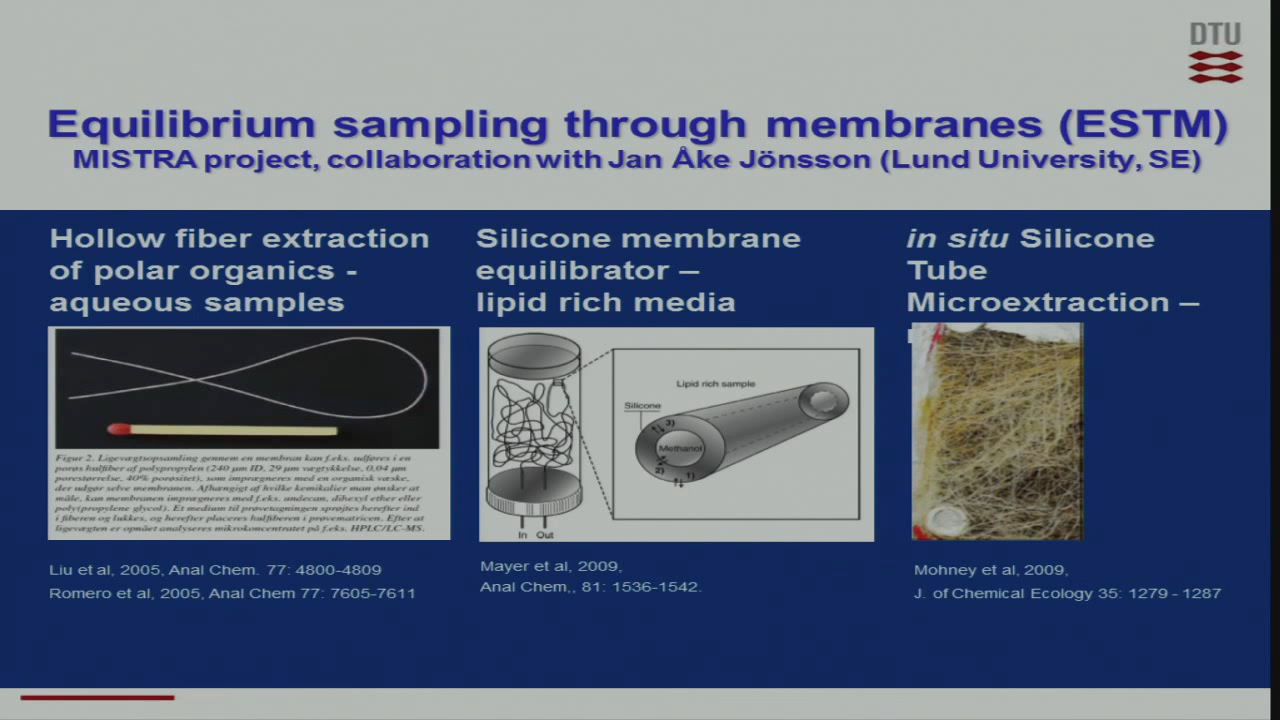 DTU
Equilibrium sampling through membranes (ESTM)
MISTRA project, collaboration with Jan Åke Jönsson (Lund University, SE)
Hollow fiber extraction
of polar organics -
aqueous samples
Silicone membrane
equilibrator –
lipid rich media
in situ Silicone
Tube
Microextraction –
Figur 2. Ligevægtsopsamling gennem en membran kan f.eks. udføres i en
porøs hulfiber af polypropylen (240 µm ID, 29 µm vægtykkelse, 0,04 µm
porestørrelse, 40% porøsitet), som imprægneres med en organisk væske,
der udgør selve membranen. Afhængigt af hvilke kemikalier man ønsker at
måle, kan membranen imprægneres med f.eks. undecan, dihexyl ether eller
poly(propylene glycol). Et medium til prøvetagningen sprøjtes herefter ind
i fiberen og lukkes, og herefter placeres hulfiberen i prøvematricen. Efter at
ligevægten er opnået analyseres mikrokoncentratet på f.eks. HPLC/LC-MS.
Lipid rich sample
Silicone
3)
Methanol
2)
1)
In Out
Liu et al, 2005, Anal Chem. 77: 4800-4809
Romero et al, 2005, Anal Chem 77: 7605-7611
Mayer et al, 2009,
Anal Chem,, 81: 1536-1542.
Mohney et al, 2009,
J. of Chemical Ecology 35: 1279 - 1287